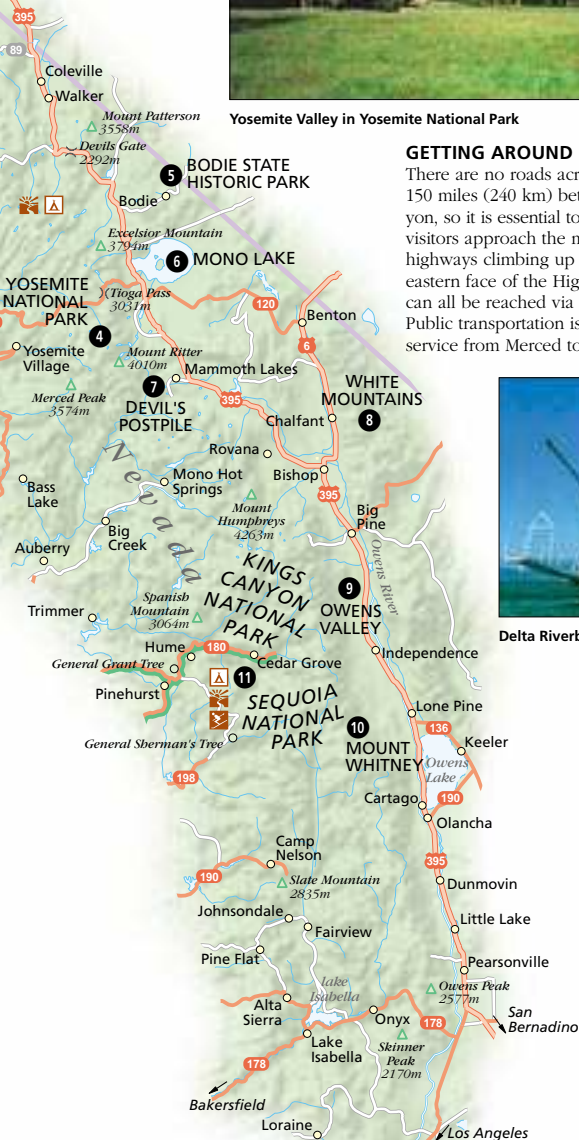 395
89
Coleville
Walker
Mount Patterson
3558m
Devils Gate
2292m
Yosemite Valley in Yosemite National Park
GETTING AROUND
There are no roads acr
150 miles (240 km) bet
yon, so it is essential to
visitors approach the m
highways climbing up
eastern face of the Hig
can all be reached via
Public transportation is
service from Merced to
5
BODIE STATE
HISTORIC PARK
Bodie
Excelsior Mountain
3794m
6
MONO LAKE
YOSEMITE
NATIONAL
PARK
4
Tioga Pass
3031m
120
Benton
6
Yosemite
Village
Mount Ritter
4010m
Merced Peak
3574m
7
Mammoth Lakes
DEVIL'S
POSTPILE
395
WHITE
MOUNTAINS
8
Chalfant
Nevada
Rovana
Bishop
Bass
Lake
Mono Hot
Springs
395
Mount
Humphreys
4263m
Big
Pine
Big
Creek
Auberry
Owens River
KINGS
CANYON
NATIONAL
PARK
9
OWENS
VALLEY
Spanish
Mountain
3064m
Trimmer
Delta Riverb
Hume
180
Cedar Grove
Independence
General Grant Tree
11
Pinehurst
SEQUOIA
NATIONAL
PARK
Lone Pine
10
MOUNT
WHITNEY
136
Keeler
General Sherman's Tree
Owens
Lake
198
190
Cartago
Olancha
Camp
Nelson
395
190
Slate Mountain
2835m
Dunmovin
Johnsondale
Fairview
Little Lake
Pine Flat
Pearsonville
lake
Isabella
Owens Peak
2577m
Alta
Sierra
Onyx
178
San
Bernadino
Lake
Isabella
Skinner
Peak
2170m
178
Bakersfield
Loraine
Los Angeles